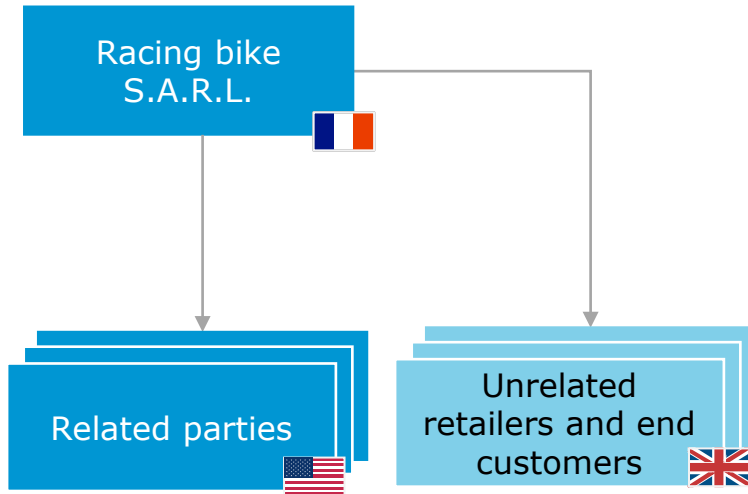 Racing bike
S.A.R.L.
Related parties
Unrelated
retailers and end
customers